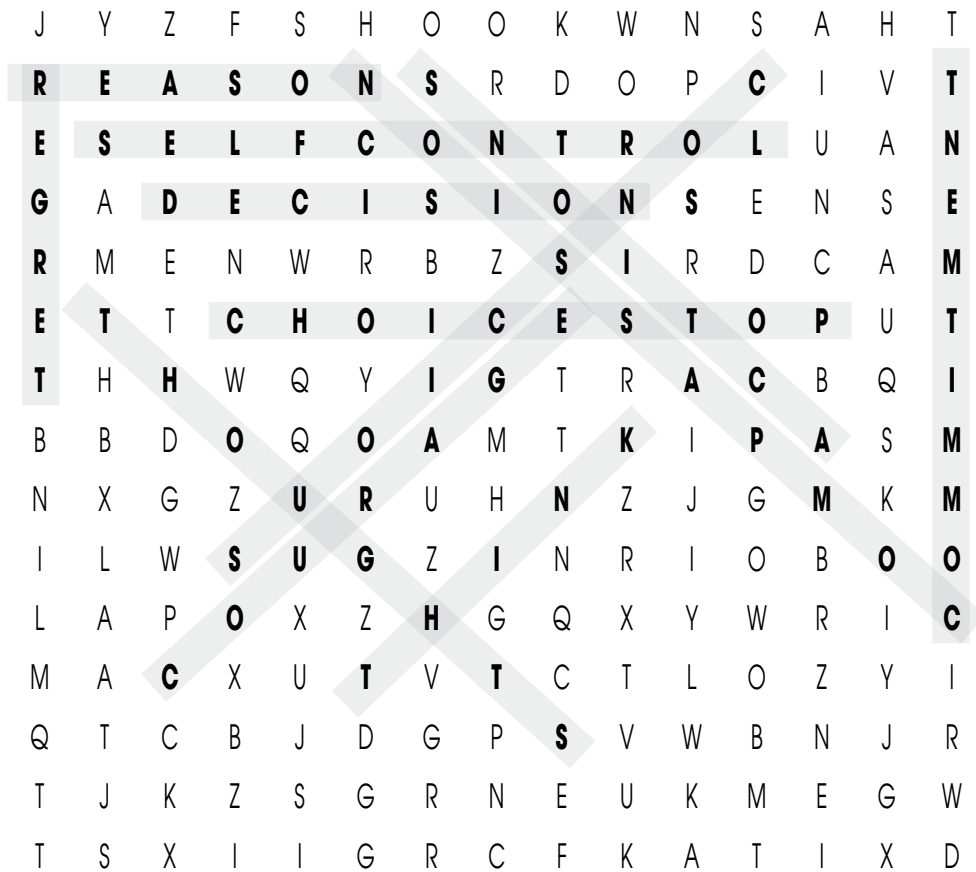 J Y Z F S H O O K W N S A H T
R E A S O N S R D O P C I V T
E S E L F C O N T R O L U A N
G A D E C I S I O N S E N S E
R M E N W R B Z S I R D C A M
E T T C H O I C E S T O P U T
T H H W Q Y I G T R A C B Q I
B B D O Q O A M T K I P A S M
N X G Z U R U H N Z J G M K M
I L W S U G Z I N R I O B O O
L A P O X Z H G Q X Y W R I C
M A C X U T V T C T L O Z Y I
Q T C B J D G P S V W B N J R
T J K Z S G R N E U K M E G W
T S X I I G R C F K A T I X D